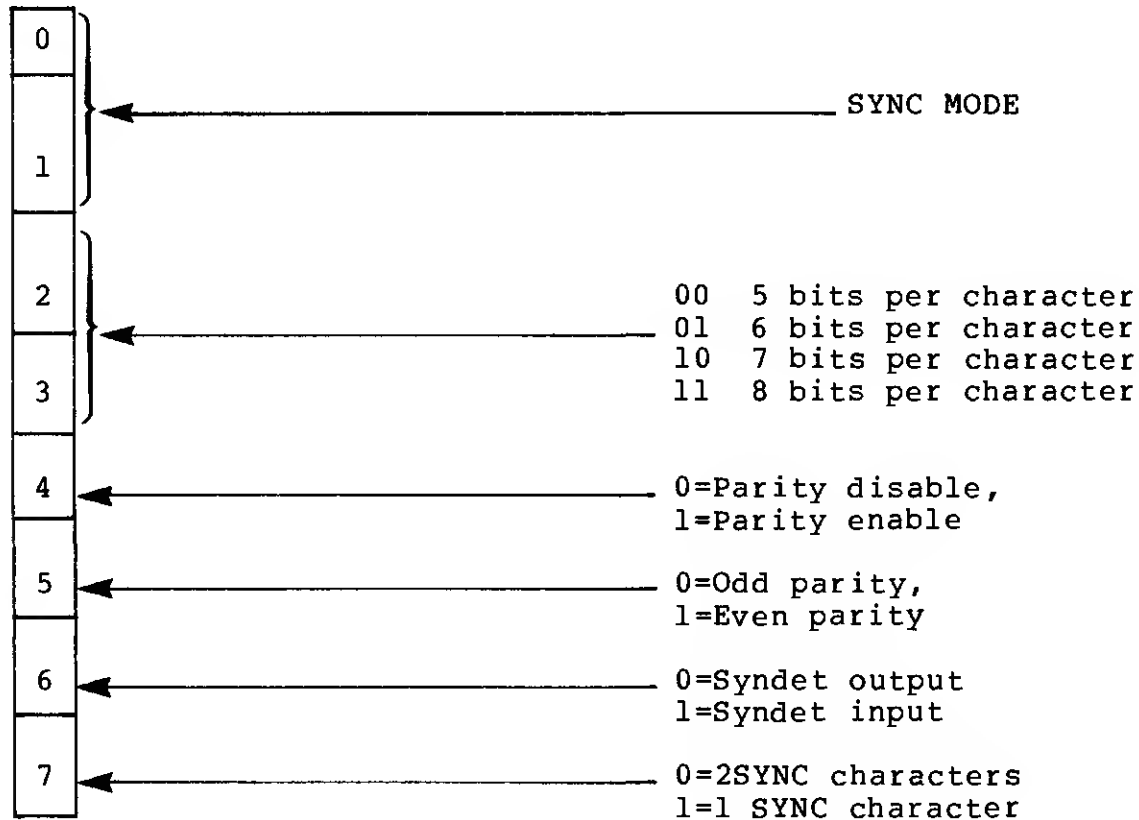 0
SYNC MODE
1
2
00 5 bits per character
01 6 bits per character
10 7 bits per character
11 8 bits per character
3
4
0=Parity disable,
1=Parity enable
5
0=Odd parity,
1=Even parity
6
0=Syndet output
1=Syndet input
7
0=2SYNC characters
1=1 SYNC character